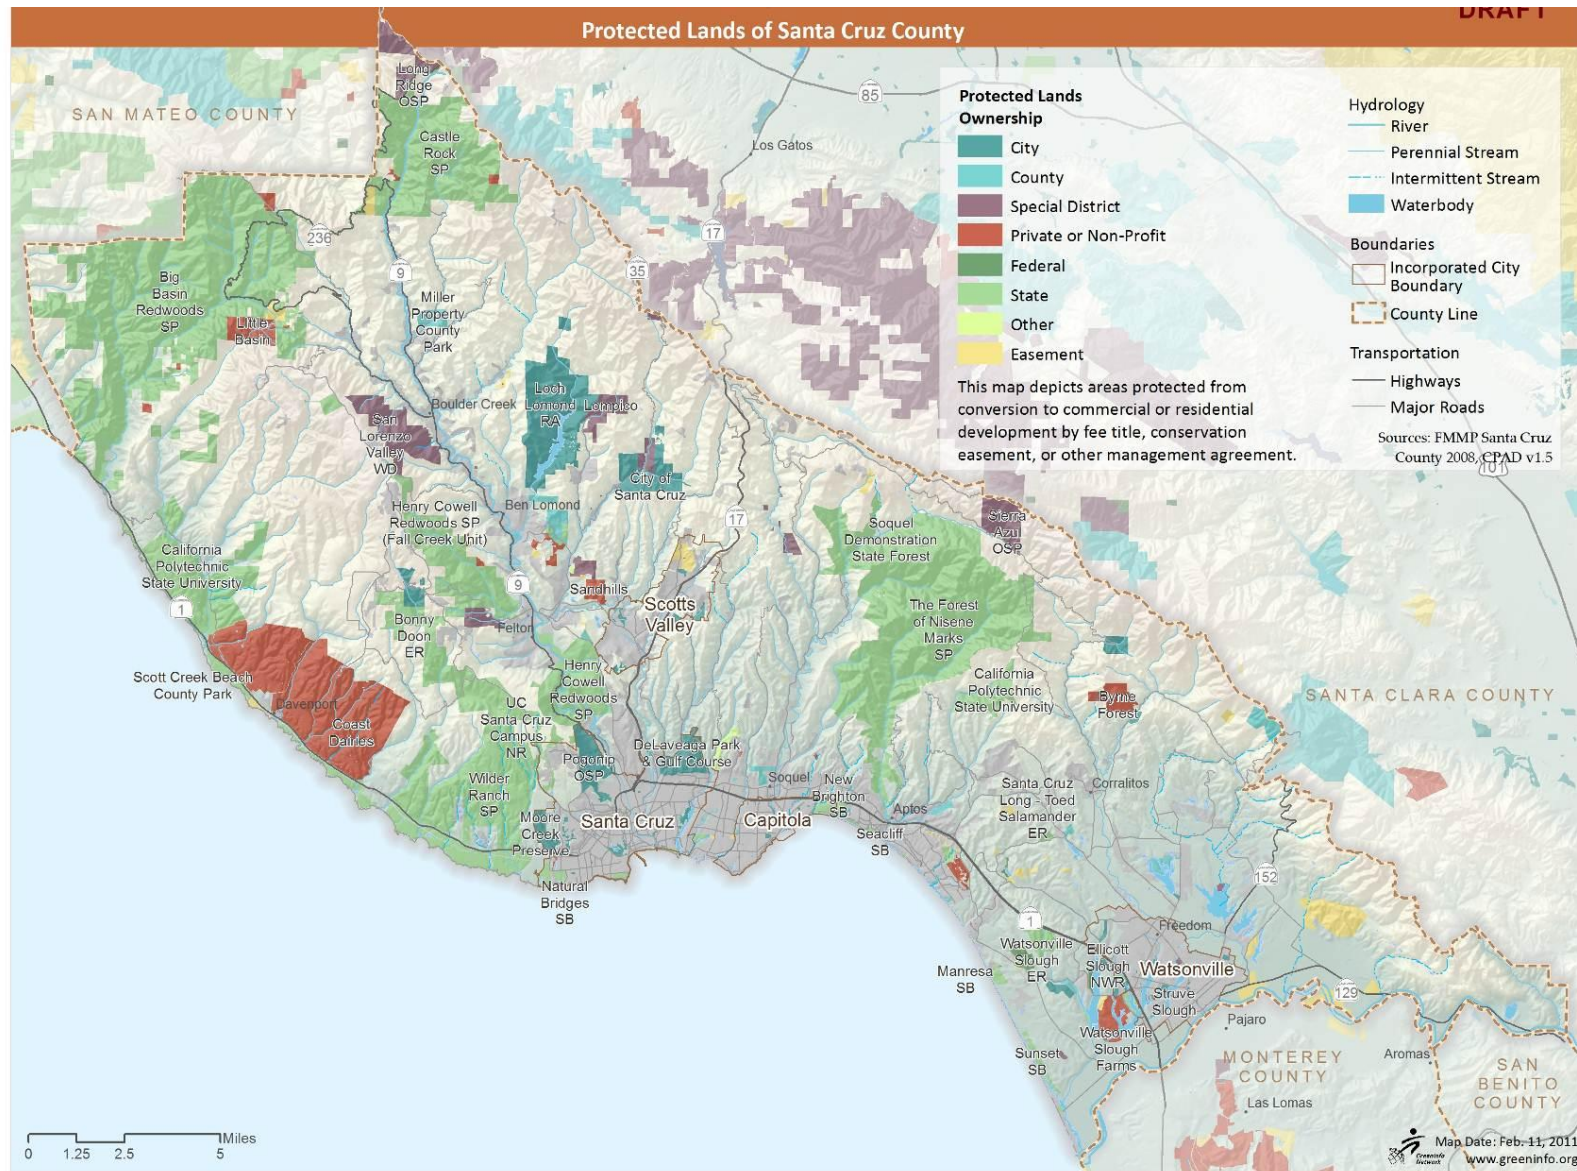 DRAFT
Protected Lands of Santa Cruz County
SAN MATEO COUNTY
Long
Ridge
OSP
Castle
Rock
SP
85
Los Gatos
236
9
17
35
Big
Basin
Redwoods
SP
Little
Basin
Miller
Property
County
Park
Protected Lands
Ownership
City
County
Special District
Private or Non-Profit
Federal
State
Other
Easement
This map depicts areas protected from
conversion to commercial or residential
development by fee title, conservation
easement, or other management agreement.
Hydrology
River
Perennial Stream
Intermittent Stream
Waterbody
Boundaries
Incorporated City
Boundary
County Line
Transportation
Highways
Major Roads
Sources: FMMP Santa Cruz
County 2008, CPAD v1.5
101
Boulder Creek
Loch
Lomond
RA
Lompico
San
Lorenzo
Valley
WD
City of
Santa Cruz
Ben Lomond
Henry Cowell
Redwoods SP
(Fall Creek Unit)
17
Soquel
Demonstration
State Forest
Sierra
Azul
OSP
California
Polytechnic
State University
1
9
Sandhills
Scotts
Valley
Bonny
Doon
ER
Felton
The Forest
of Nisene
Marks
SP
Scott Creek Beach
County Park
Davenport
Coast
Dairies
Henry
Cowell
Redwoods
SP
UC
Santa Cruz
Campus
NR
California
Polytechnic
State University
Byrne
Forest
SANTA CLARA COUNTY
Pogonip
OSP
DeLaveaga Park
& Gulf Course
Wilder
Ranch
SP
Moore
Creek
Preserve
Santa Cruz
Soquel
Capitola
New
Brighton
SB
Aptos
Seacliff
SB
Santa Cruz
Long - Toed
Salamander
ER
Corralitos
Natural
Bridges
SB
152
1
Freedom
Watsonville
Slough
ER
Ellicott
Slough
NWR
Watsonville
Manresa
SB
Struve
Slough
129
Pajaro
Watsonville
Slough
Farms
Sunset
SB
MONTEREY
COUNTY
Aromas
SAN
BENITO
COUNTY
Las Lomas
0 1.25 2.5 5
Miles
GreenInfo
Network
Map Date: Feb. 11, 2011
www.greeninfo.org